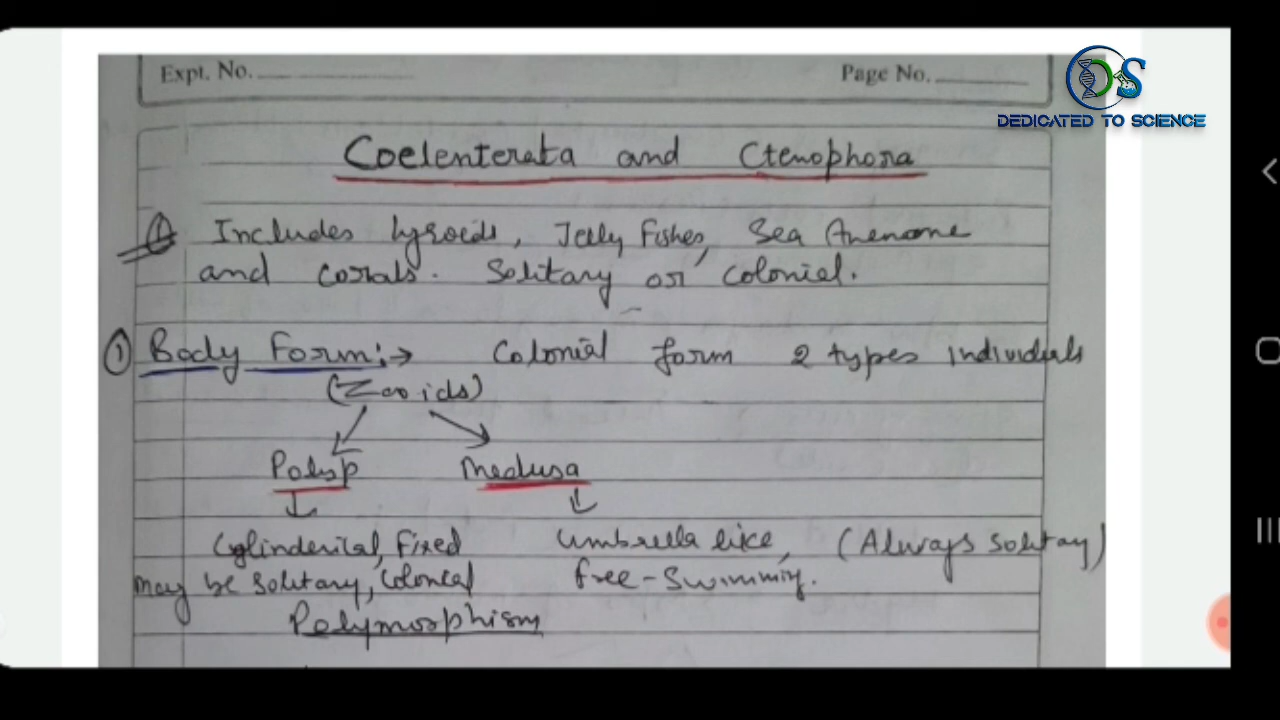 Expt. No.
Page No.
DS
DEDICATED TO SCIENCE
Coelenterata and Ctenophora
Includes hyroids, Jelly Fishes, Sea Anenome
and corals. Solitary or colonial.
① Body Form:→ Colonial form 2 types individuals
(Zooids)
Polyp Medusa
Cylinderical, Fixed Umbrella like, (Always solitary)
may be solitary, colonial free-swimming.
Polymorphism